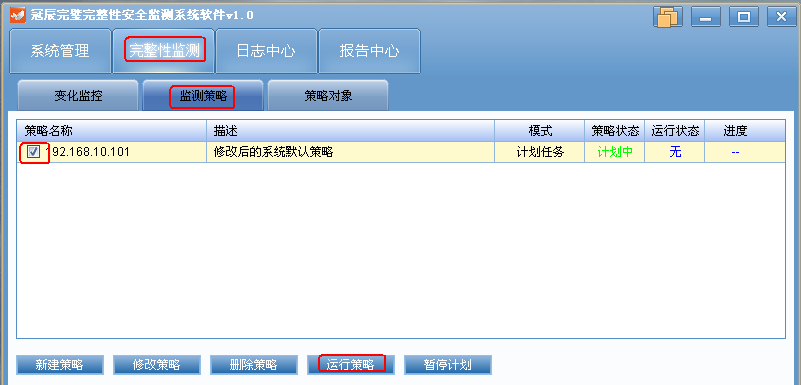 冠辰完璧完整性安全监测系统软件v1.0
系统管理 完整性监测 日志中心 报告中心
变化监控 监测策略 策略对象
策略名称 描述 模式 策略状态 运行状态 进度
192.168.10.101 修改后的系统默认策略 计划任务 计划中 无 --
新建策略 修改策略 删除策略 运行策略 暂停计划